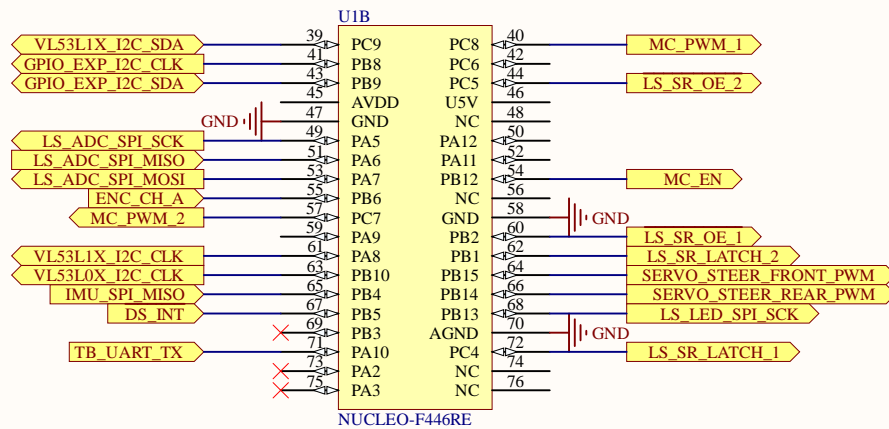 U1B
VL53L1X_I2C_SDA 39 PC9 PC8 40 MC_PWM_1
GPIO_EXP_I2C_CLK 41 PB8 PC6 42
GPIO_EXP_I2C_SDA 43 PB9 PC5 44 LS_SR_OE_2
45 AVDD U5V 46
GND 47 GND NC 48
LS_ADC_SPI_SCK 49 PA5 PA12 50
LS_ADC_SPI_MISO 51 PA6 PA11 52
LS_ADC_SPI_MOSI 53 PA7 PB12 54 MC_EN
ENC_CH_A 55 PB6 NC 56
MC_PWM_2 57 PC7 GND 58 GND
59 PA9 PB2 60 LS_SR_OE_1
VL53L1X_I2C_CLK 61 PA8 PB1 62 LS_SR_LATCH_2
VL53L0X_I2C_CLK 63 PB10 PB15 64 SERVO_STEER_FRONT_PWM
IMU_SPI_MISO 65 PB4 PB14 66 SERVO_STEER_REAR_PWM
DS_INT 67 PB5 PB13 68 LS_LED_SPI_SCK
69 PB3 AGND 70 GND
TB_UART_TX 71 PA10 PC4 72 LS_SR_LATCH_1
73 PA2 NC 74
75 PA3 NC 76
NUCLEO-F446RE